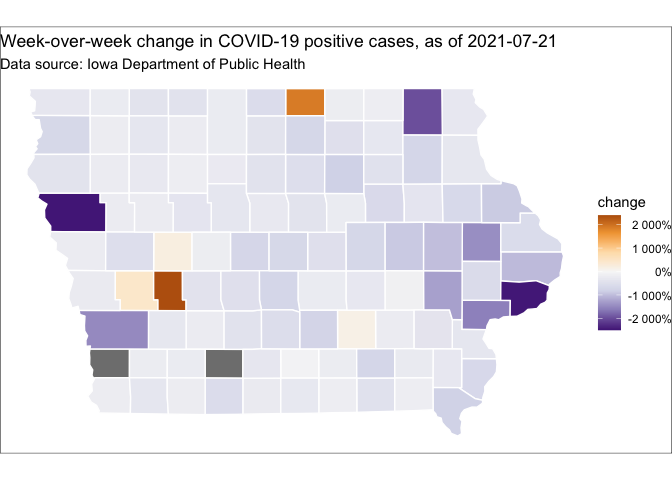 Week-over-week change in COVID-19 positive cases, as of 2021-07-21
Data source: Iowa Department of Public Health
change
2 000%
1 000%
0%
-1 000%
-2 000%